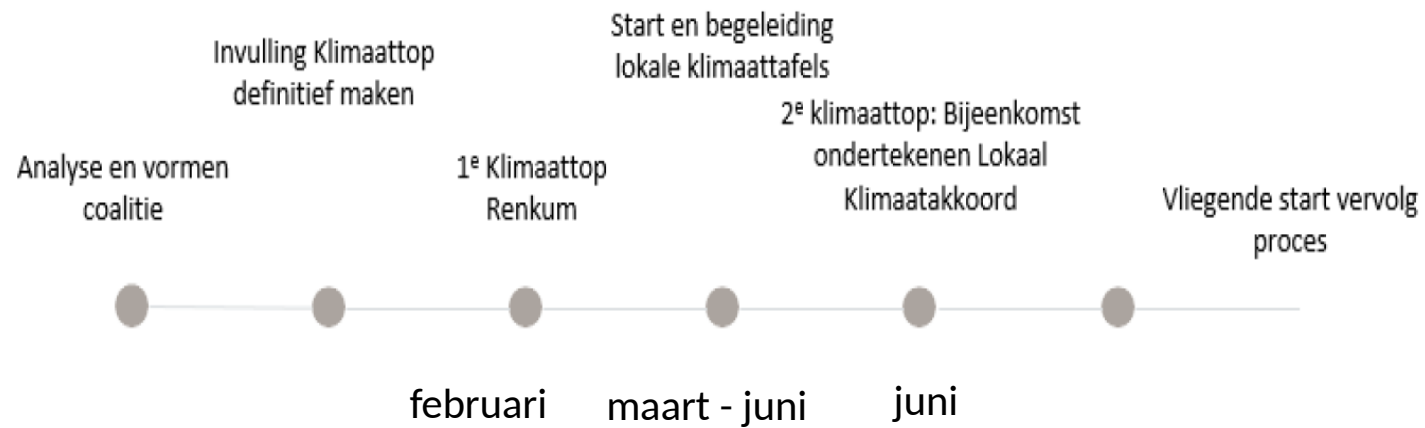 Analyse en vormen
coalitie
Invulling Klimaattop
definitief maken
1e Klimaattop
Renkum
Start en begeleiding
lokale klimaattafels
2e klimaattop: Bijeenkomst
ondertekenen Lokaal
Klimaatakkoord
Vliegende start vervolg
proces
februari
maart - juni
juni